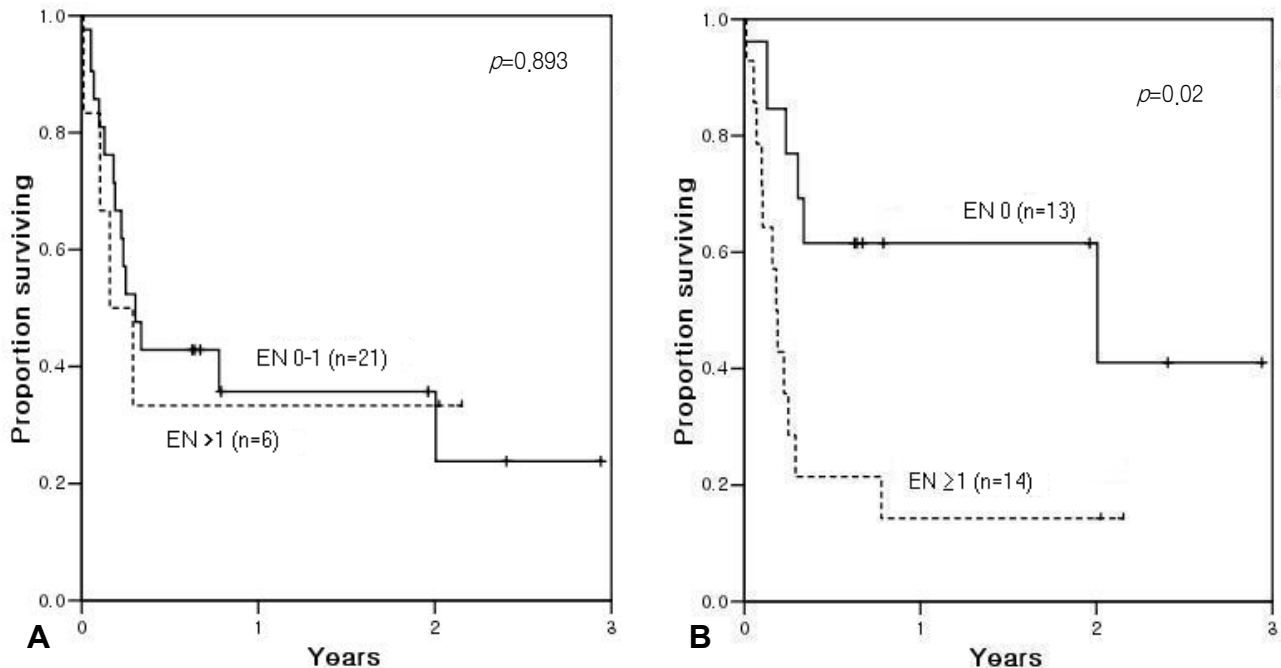 1.0
0.8
0.6
0.4
0.2
0.0
0
1
2
3
Proportion surviving
Years
p=0.893
EN 0-1 (n=21)
EN >1 (n=6)
A
1.0
0.8
0.6
0.4
0.2
0.0
0
1
2
3
Proportion surviving
Years
p=0.02
EN 0 (n=13)
EN ≥1 (n=14)
B